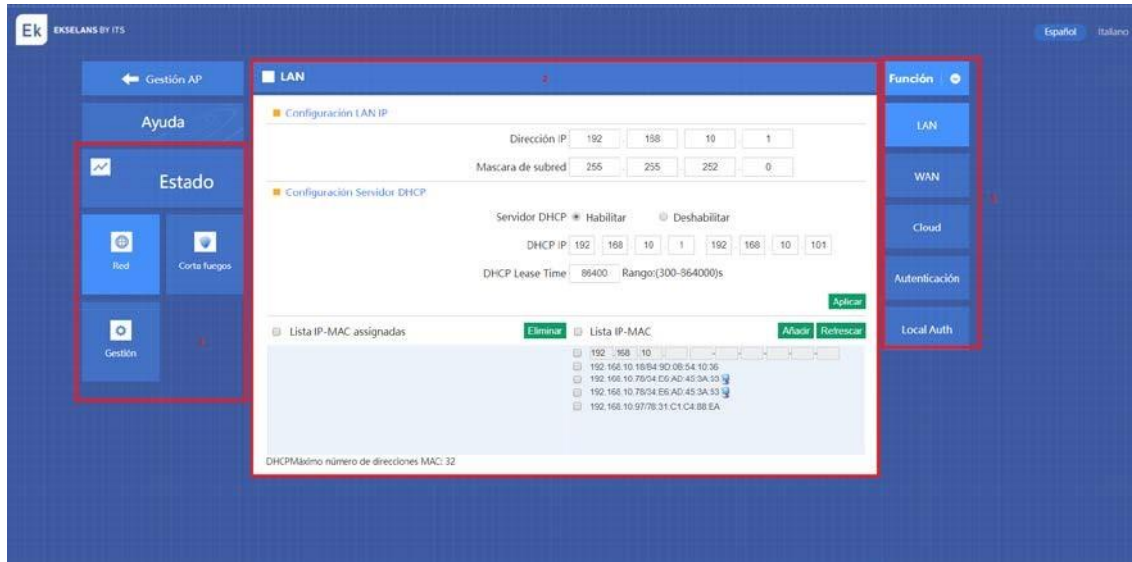 Ek EKSELANS BY ITS
Español Italiano
Gestión AP
Ayuda
Estado
Red
Corta fuegos
Gestión
LAN
2
Configuración LAN IP
Dirección IP 192 168 10 1
Mascara de subred 255 255 252 0
Configuración Servidor DHCP
Servidor DHCP Habilitar Deshabilitar
DHCP IP 192 168 10 1 192 168 10 101
DHCP Lease Time 86400 Rango:(300-864000)s
Aplicar
Lista IP-MAC assignadas Eliminar
Lista IP-MAC Añadir Refrescar
192 .168 10 . - - - - -
192.168.10.18/84:9D:0B:54:10:36
192.168.10.78/34:E6:AD:45:3A:53
192.168.10.78/34:E6:AD:45:3A:53
192.168.10.97/78:31:C1:C4:88:EA
DHCPMáximo número de direcciones MAC: 32
Función
LAN
WAN
Cloud
Autenticación
Local Auth